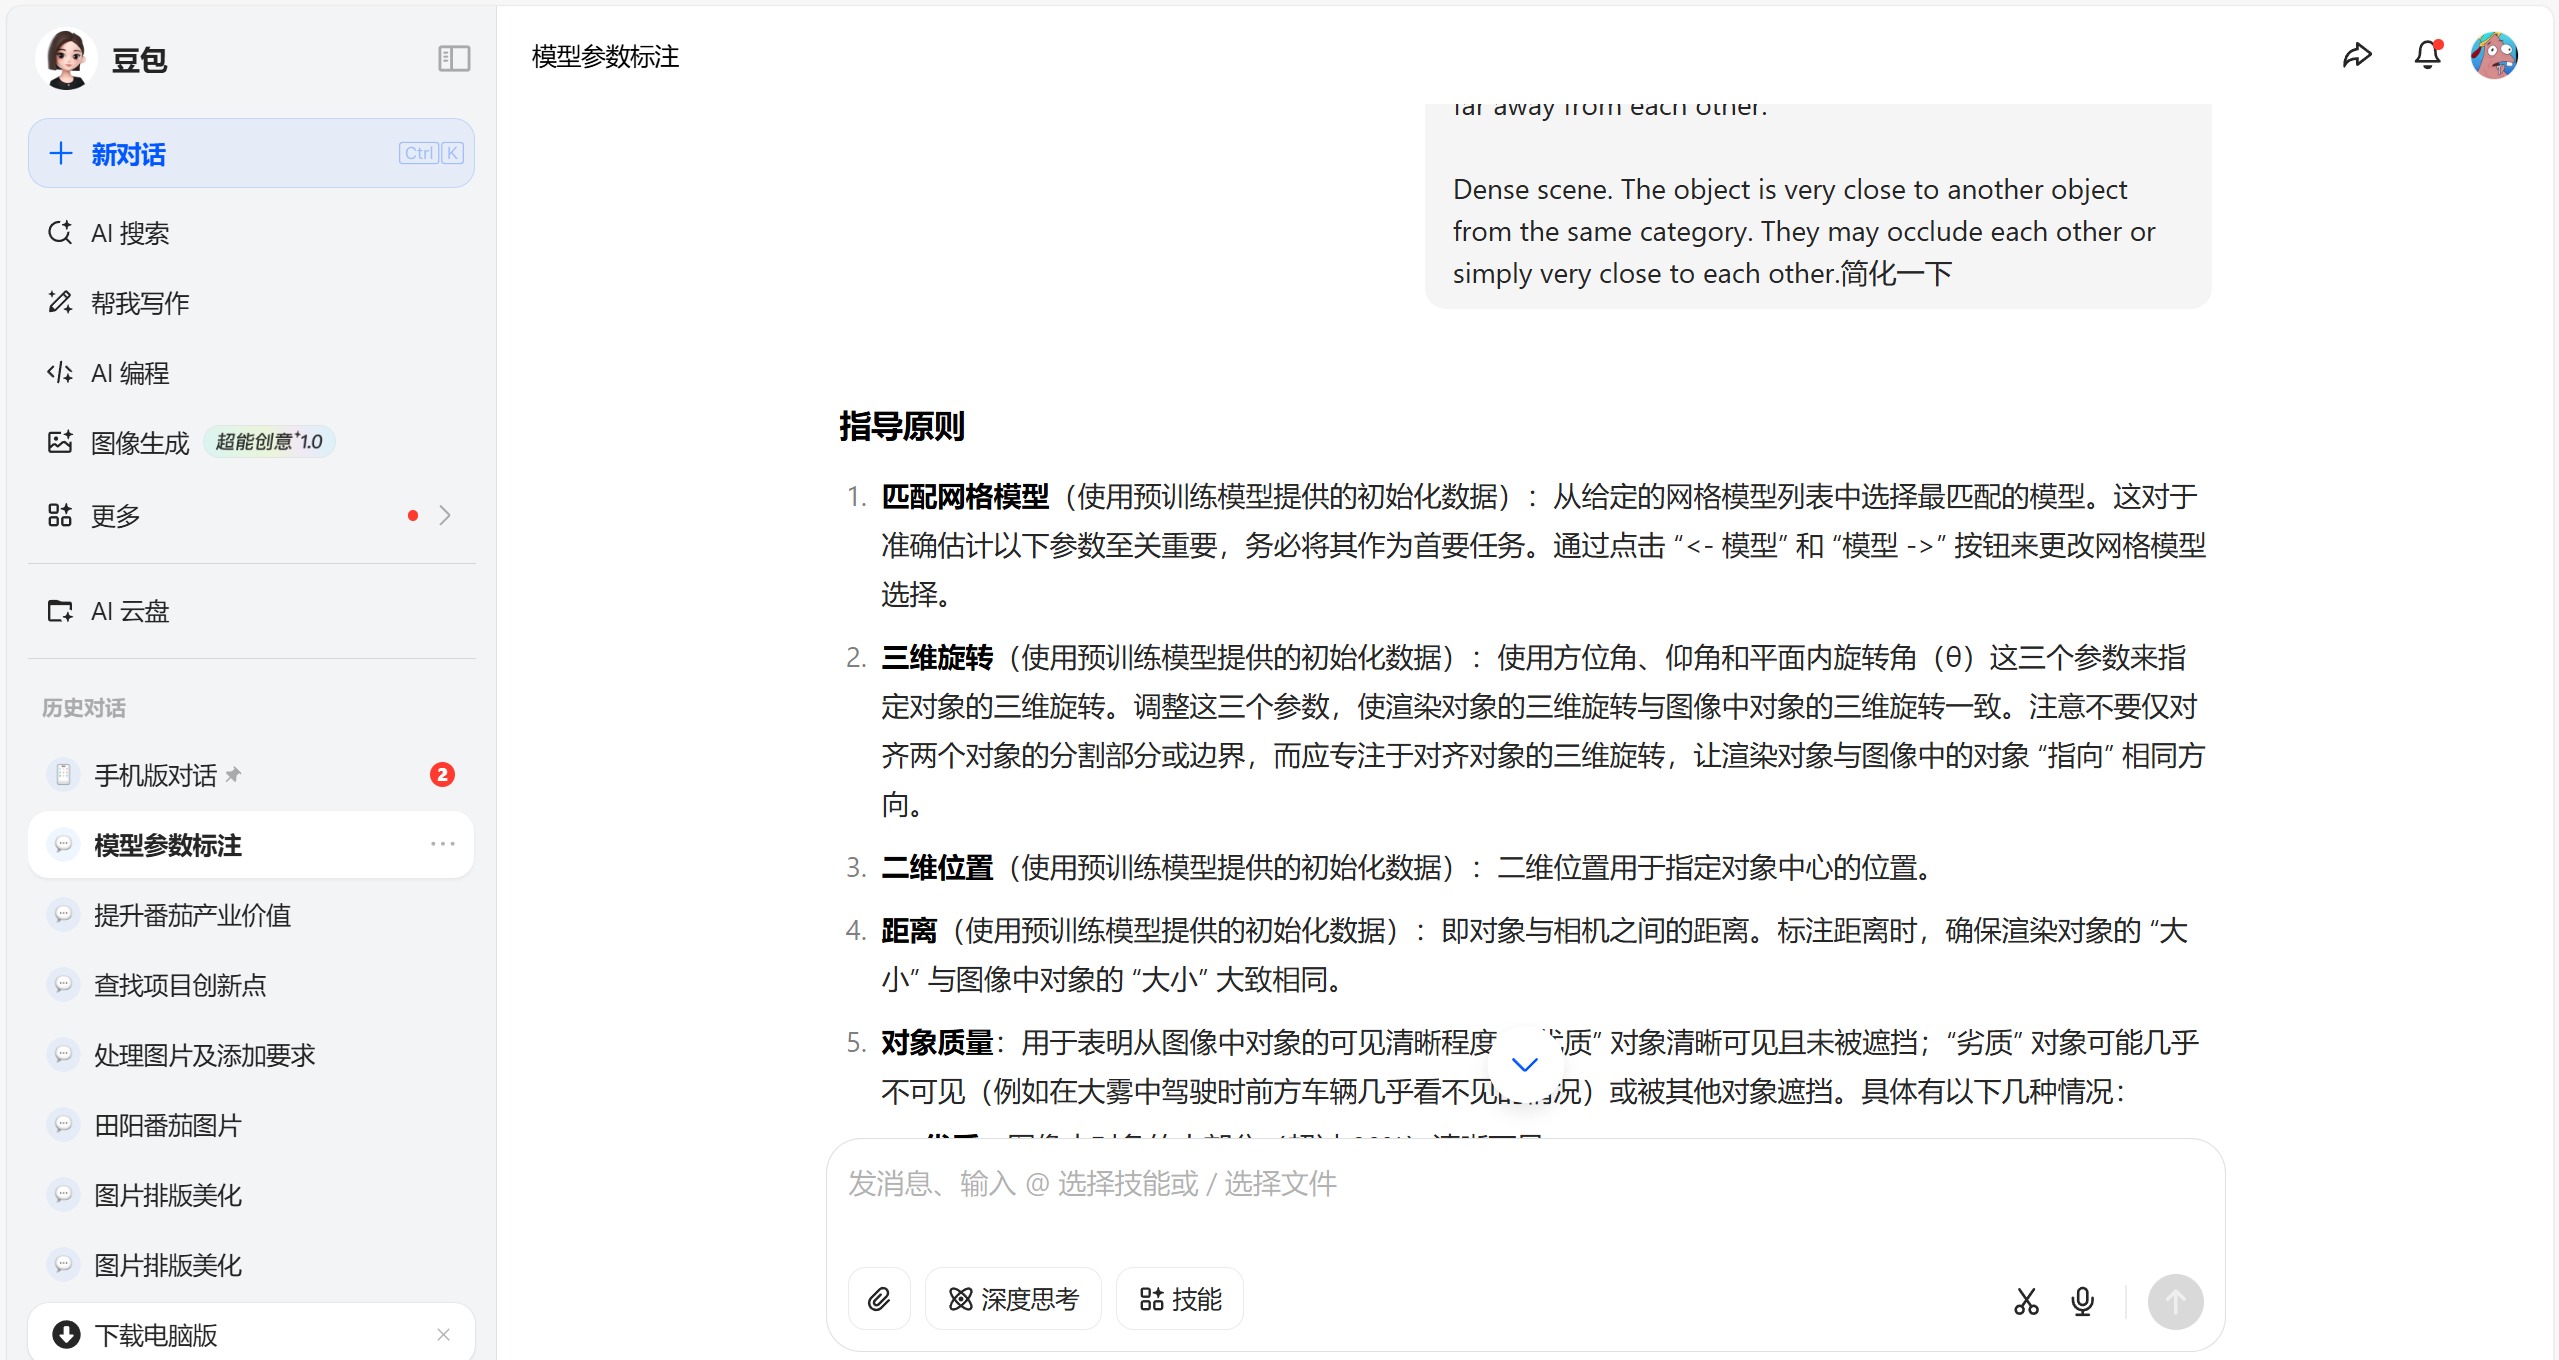 豆包
新对话
Ctrl K
AI 搜索
帮我写作
AI 编程
图像生成 超能创意 1.0
更多
AI 云盘
历史对话
手机版对话 2
模型参数标注
提升番茄产业价值
查找项目创新点
处理图片及添加要求
田阳番茄图片
图片排版美化
图片排版美化
下载电脑版
模型参数标注
far away from each other.
Dense scene. The object is very close to another object
from the same category. They may occlude each other or
simply very close to each other.简化一下
指导原则
1. 匹配网格模型（使用预训练模型提供的初始化数据）：从给定的网格模型列表中选择最匹配的模型。这对于
准确估计以下参数至关重要，务必将其作为首要任务。通过点击 “<- 模型” 和 “模型 ->” 按钮来更改网格模型
选择。
2. 三维旋转（使用预训练模型提供的初始化数据）：使用方位角、仰角和平面内旋转角（θ）这三个参数来指
定对象的三维旋转。调整这三个参数，使渲染对象的三维旋转与图像中对象的三维旋转一致。注意不要仅对
齐两个对象的分割部分或边界，而应专注于对齐对象的三维旋转，让渲染对象与图像中的对象 “指向” 相同方
向。
3. 二维位置（使用预训练模型提供的初始化数据）：二维位置用于指定对象中心的位置。
4. 距离（使用预训练模型提供的初始化数据）：即对象与相机之间的距离。标注距离时，确保渲染对象的 “大
小” 与图像中对象的 “大小” 大致相同。
5. 对象质量：用于表明从图像中对象的可见清晰程度 质” 对象清晰可见且未被遮挡；“劣质” 对象可能几乎
不可见（例如在大雾中驾驶时前方车辆几乎看不见 况）或被其他对象遮挡。具体有以下几种情况：
发消息、输入 @ 选择技能或 / 选择文件
深度思考
技能